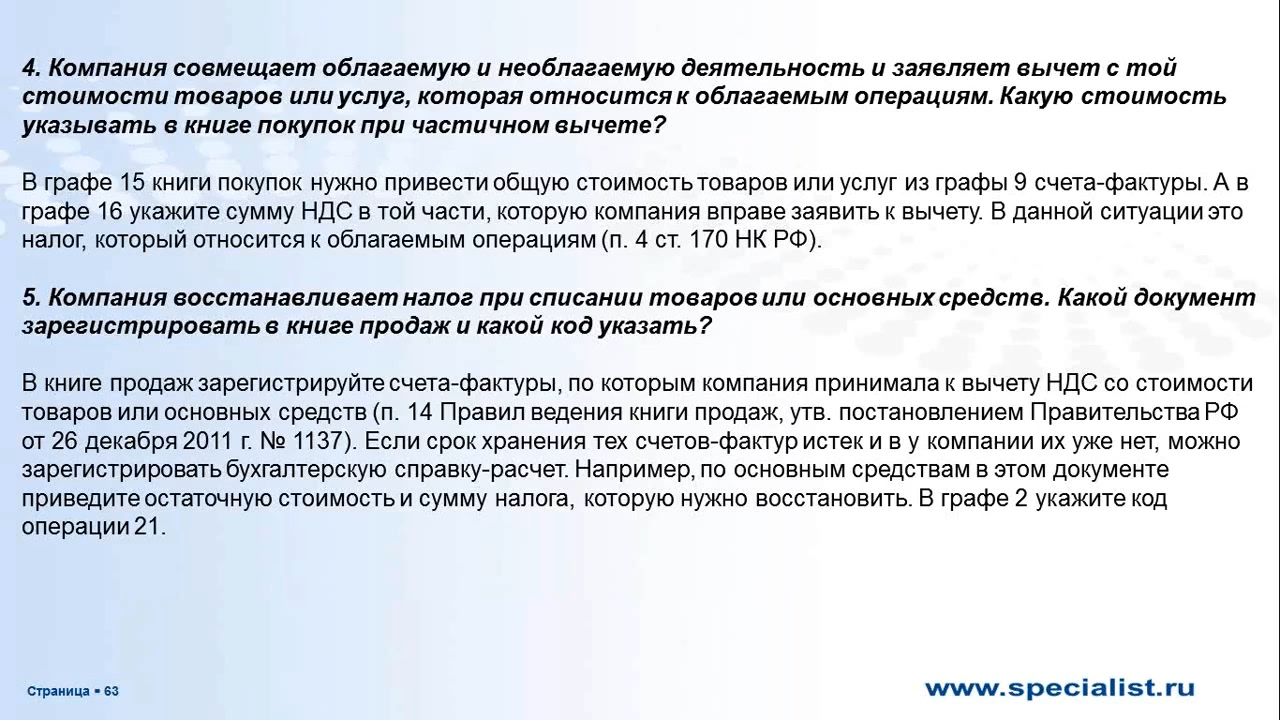 4. Компания совмещает облагаемую и необлагаемую деятельность и заявляет вычет с той
стоимости товаров или услуг, которая относится к облагаемым операциям. Какую стоимость
указывать в книге покупок при частичном вычете?
В графе 15 книги покупок нужно привести общую стоимость товаров или услуг из графы 9 счета-фактуры. А в
графе 16 укажите сумму НДС в той части, которую компания вправе заявить к вычету. В данной ситуации это
налог, который относится к облагаемым операциям (п. 4 ст. 170 НК РФ).
5. Компания восстанавливает налог при списании товаров или основных средств. Какой документ
зарегистрировать в книге продаж и какой код указать?
В книге продаж зарегистрируйте счета-фактуры, по которым компания принимала к вычету НДС со стоимости
товаров или основных средств (п. 14 Правил ведения книги продаж, утв. постановлением Правительства РФ
от 26 декабря 2011 г. № 1137). Если срок хранения тех счетов-фактур истек и в у компании их уже нет, можно
зарегистрировать бухгалтерскую справку-расчет. Например, по основным средствам в этом документе
приведите остаточную стоимость и сумму налога, которую нужно восстановить. В графе 2 укажите код
операции 21.
Страница ▪ 63
www.specialist.ru